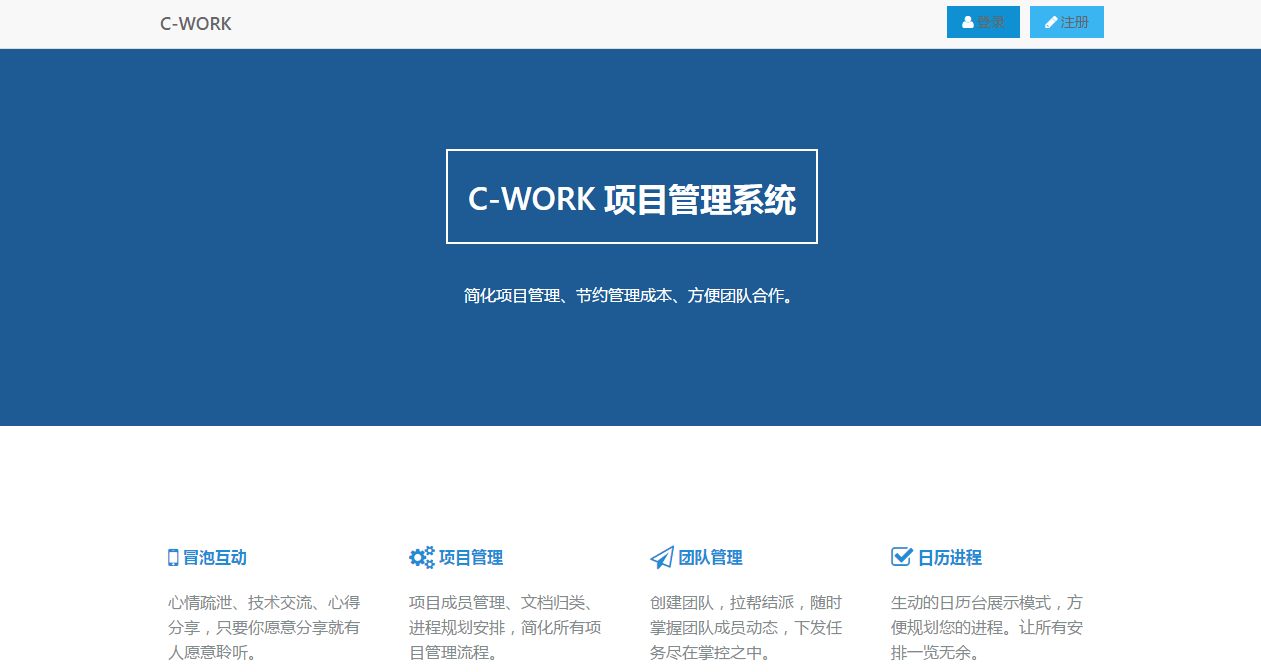 C-WORK
登录
注册
C-WORK 项目管理系统
简化项目管理、节约管理成本、方便团队合作。
冒泡互动
心情疏泄、技术交流、心得
分享，只要你愿意分享就有
人愿意聆听。
项目管理
项目成员管理、文档归类、
进程规划安排，简化所有项
目管理流程。
团队管理
创建团队，拉帮结派，随时
掌握团队成员动态，下发任
务尽在掌控之中。
日历进程
生动的日历台展示模式，方
便规划您的进程。让所有安
排一览无余。